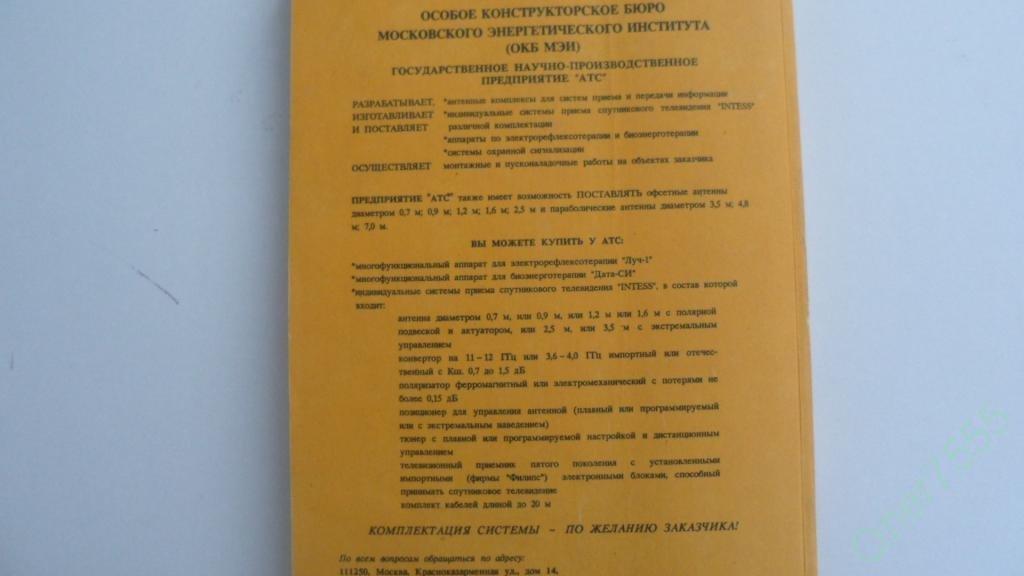 ОСОБОЕ КОНСТРУКТОРСКОЕ БЮРО
МОСКОВСКОГО ЭНЕРГЕТИЧЕСКОГО ИНСТИТУТА
(ОКБ МЭИ)
ГОСУДАРСТВЕННОЕ НАУЧНО-ПРОИЗВОДСТВЕННОЕ
ПРЕДПРИЯТИЕ "АТС"
РАЗРАБАТЫВАЕТ, *антенные комплексы для систем приема и передачи информации
ИЗГОТАВЛИВАЕТ *индивидуальные системы приема спутникового телевидения "INTESS"
И ПОСТАВЛЯЕТ различной комплектации
*аппараты по электрорефлексотерапии и биоэнерготерапии
*системы охранной сигнализации
ОСУЩЕСТВЛЯЕТ монтажные и пусконаладочные работы на объектах заказчика
ПРЕДПРИЯТИЕ "АТС" также имеет возможность ПОСТАВЛЯТЬ офсетные антенны
диаметром 0,7 м; 0,9 м; 1,2 м; 1,6 м; 2,5 м и параболические антенны диаметром 3,5 м; 4,8
м; 7,0 м.
ВЫ МОЖЕТЕ КУПИТЬ У АТС:
*многофункциональный аппарат для электрорефлексотерапии "Луч-1"
*многофункциональный аппарат для биоэнерготерапии "Дата-СИ"
*индивидуальные системы приема спутникового телевидения "INTESS", в состав которой
входит:
антенна диаметром 0,7 м, или 0,9 м, или 1,2 м или 1,6 м с полярной
подвеской и актуатором, или 2,5 м, или 3,5 м с экстремальным
управлением
конвертор на 11-12 ГГц или 3,6-4,0 ГГц импортный или отечес-
твенный с Кш. 0,7 до 1,5 дБ
поляризатор ферромагнитный или электромеханический с потерями не
более 0,15 дБ
позиционер для управления антенной (плавный или программируемый
или с экстремальным наведением)
тюнер с плавной или программируемой настройкой и дистанционным
управлением
телевизионный приемник пятого поколения с установленными
импортными (фирмы "Филипс") электронными блоками, способный
принимать спутниковое телевидение
комплект кабелей длиной до 20 м
КОМПЛЕКТАЦИЯ СИСТЕМЫ - ПО ЖЕЛАНИЮ ЗАКАЗЧИКА!
По всем вопросам обращаться по адресу:
111250, Москва, Красноказарменная ул., дом 14,